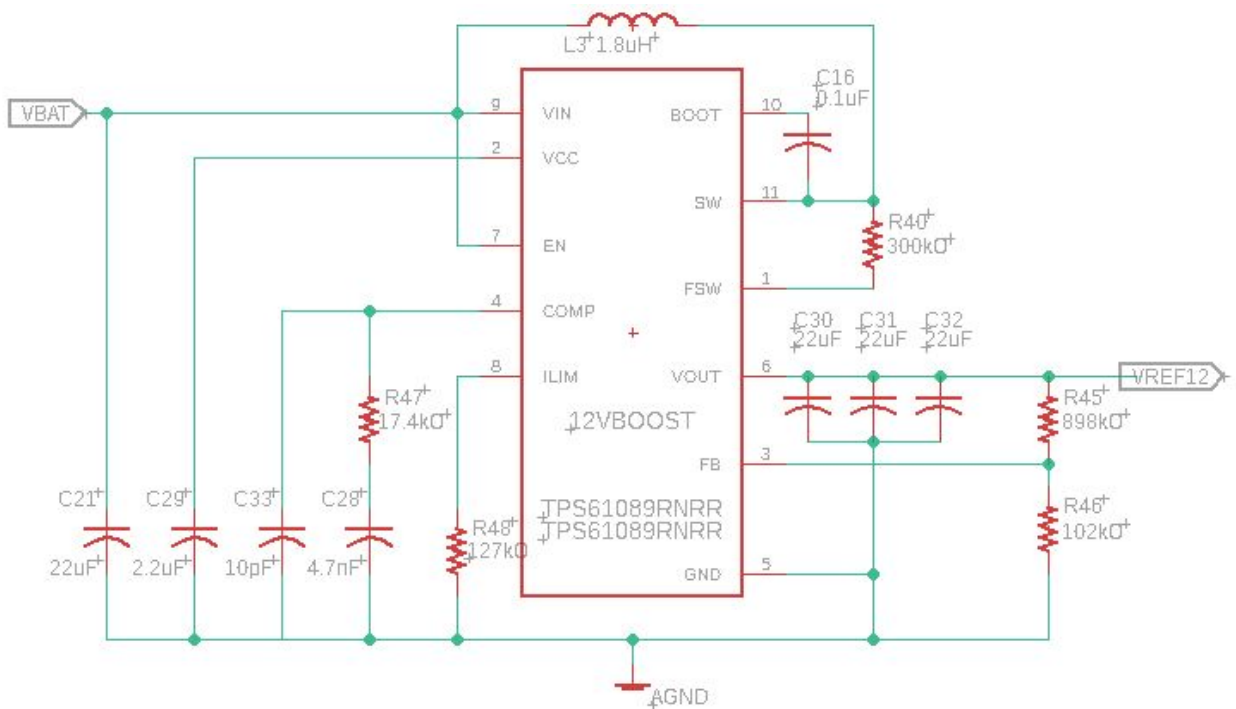 L3 1.8uH
C16
0.1uF
VBAT
9
VIN
BOOT
10
2
VCC
SW
11
R40
300kΩ
7
EN
FSW
1
4
COMP
C30
22uF
C31
22uF
C32
22uF
8
ILIM
VOUT
6
VREF12
R47
17.4kΩ
R45
898kΩ
12VBOOST
FB
3
C21
C29
C33
C28
TPS61089RNRR
TPS61089RNRR
R48
127kΩ
R46
102kΩ
22uF
2.2uF
10pF
4.7nF
GND
5
AGND